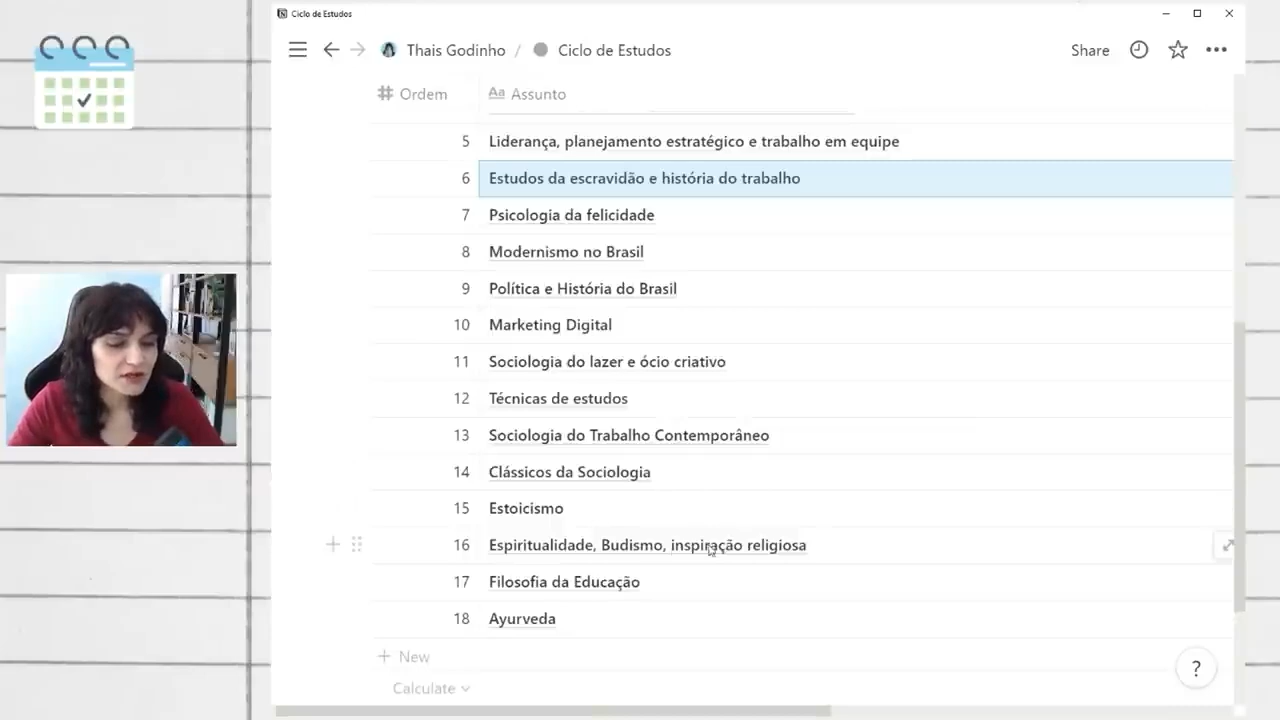 Ciclo de Estudos
Thais Godinho / Ciclo de Estudos
Share
# Ordem Aa Assunto
5 Liderança, planejamento estratégico e trabalho em equipe
6 Estudos da escravidão e história do trabalho
7 Psicologia da felicidade
8 Modernismo no Brasil
9 Política e História do Brasil
10 Marketing Digital
11 Sociologia do lazer e ócio criativo
12 Técnicas de estudos
13 Sociologia do Trabalho Contemporâneo
14 Clássicos da Sociologia
15 Estoicismo
16 Espiritualidade, Budismo, inspiração religiosa
17 Filosofia da Educação
18 Ayurveda
+ New
Calculate
?